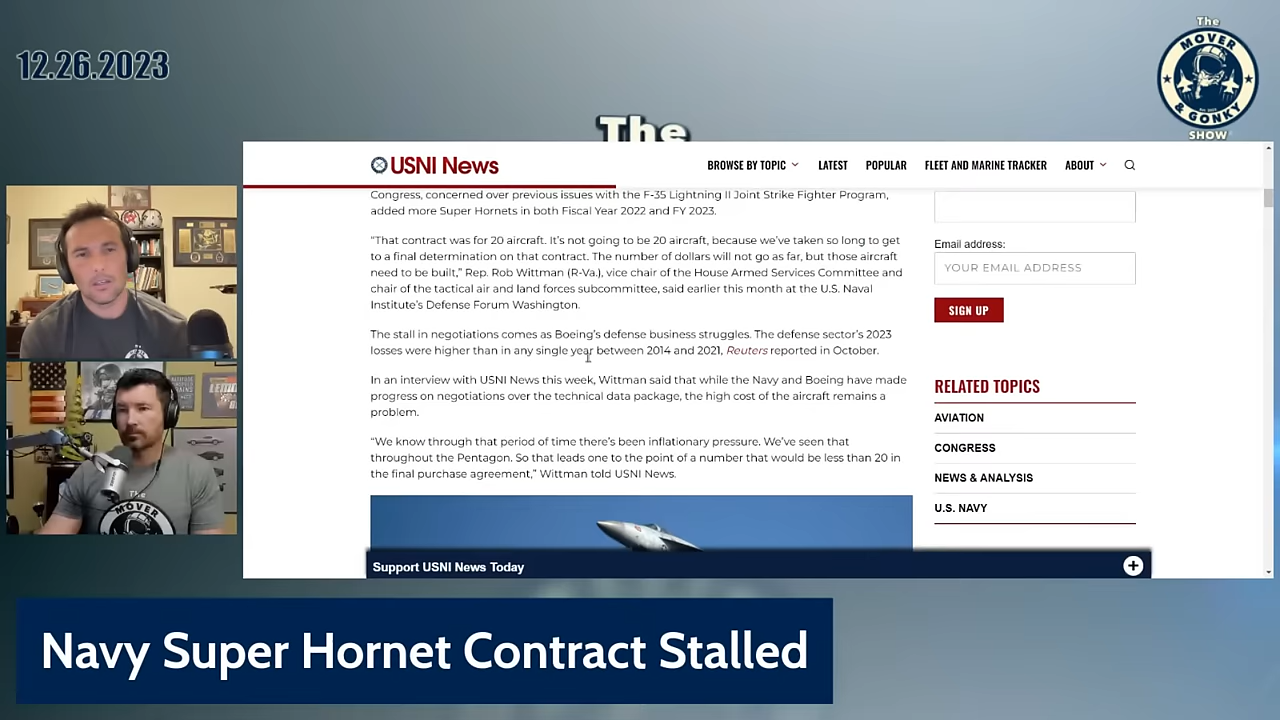 12.26.2023
The
MOVER
& GONKY
SHOW
The
USNI News
BROWSE BY TOPIC
LATEST
POPULAR
FLEET AND MARINE TRACKER
ABOUT
Congress, concerned over previous issues with the F-35 Lightning II Joint Strike Fighter Program,
added more Super Hornets in both Fiscal Year 2022 and FY 2023.
“That contract was for 20 aircraft. It’s not going to be 20 aircraft, because we’ve taken so long to get
to a final determination on that contract. The number of dollars will not go as far, but those aircraft
need to be built,” Rep. Rob Wittman (R-Va.), vice chair of the House Armed Services Committee and
chair of the tactical air and land forces subcommittee, said earlier this month at the U.S. Naval
Institute’s Defense Forum Washington.
The stall in negotiations comes as Boeing’s defense business struggles. The defense sector’s 2023
losses were higher than in any single year between 2014 and 2021, Reuters reported in October.
In an interview with USNI News this week, Wittman said that while the Navy and Boeing have made
progress on negotiations over the technical data package, the high cost of the aircraft remains a
problem.
“We know through that period of time there’s been inflationary pressure. We’ve seen that
throughout the Pentagon. So that leads one to the point of a number that would be less than 20 in
the final purchase agreement,” Wittman told USNI News.
Email address:
YOUR EMAIL ADDRESS
SIGN UP
RELATED TOPICS
AVIATION
CONGRESS
NEWS & ANALYSIS
U.S. NAVY
Support USNI News Today
The
MOVER
Navy Super Hornet Contract Stalled